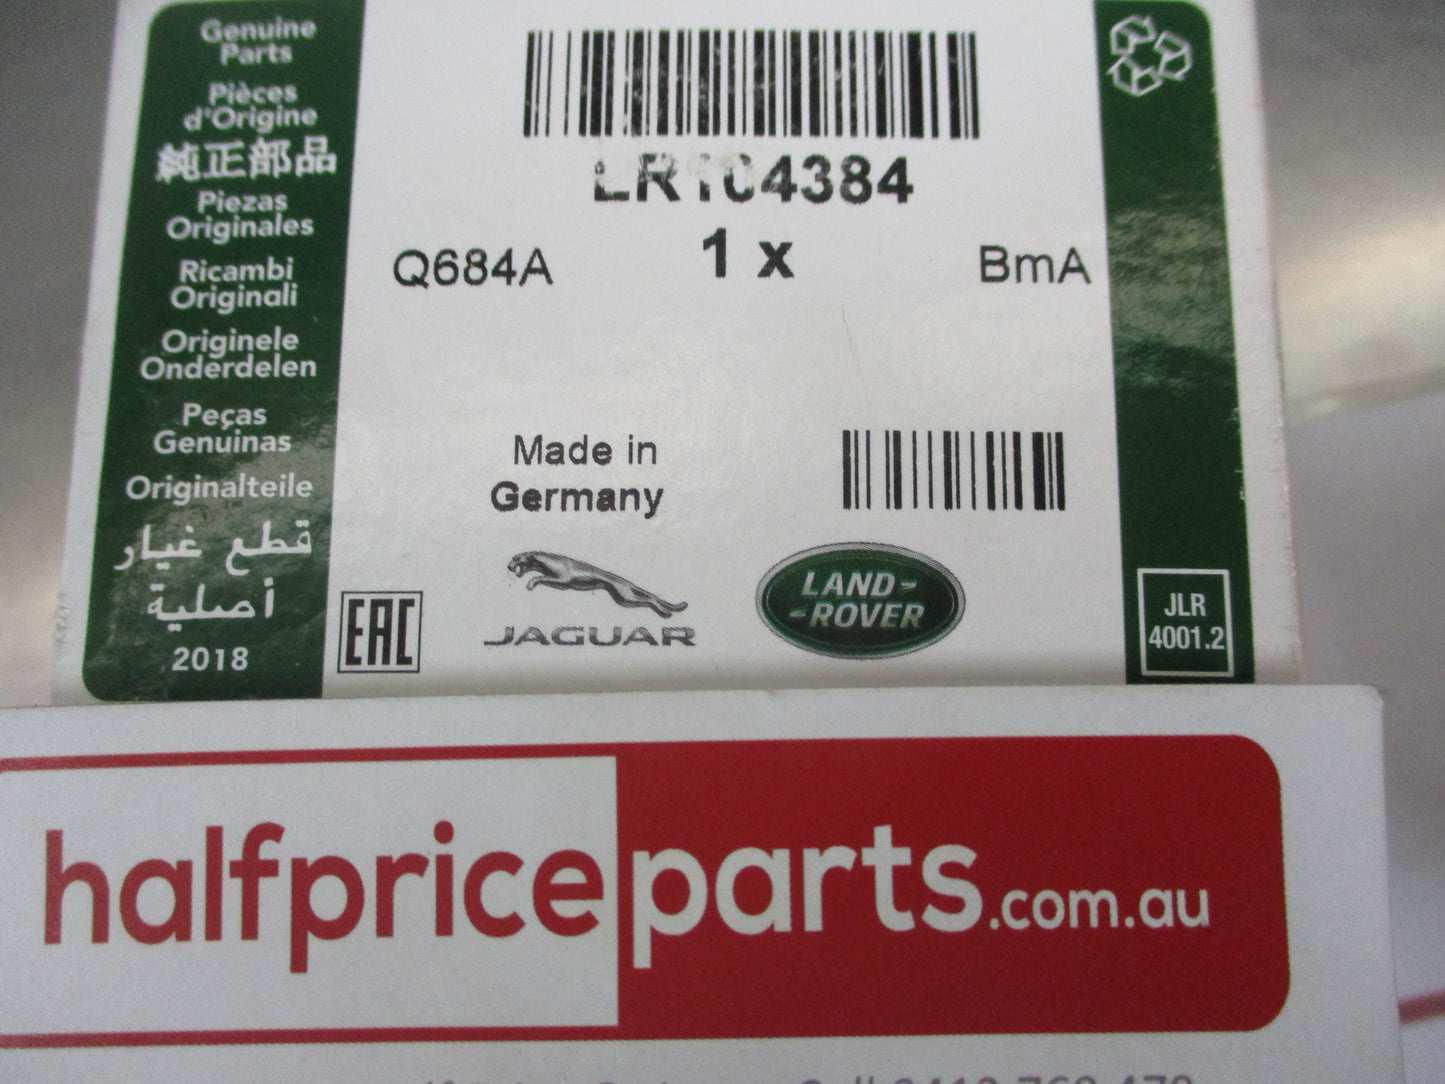 Genuine
Parts
Pièces
d'Origine
純正部品
Piezas
Originales
Ricambi
Originali
Originele
Onderdelen
Peças
Genuinas
Originalteile
قطع غيار
أصلية
2018
LR104384
Q684A 1 x BmA
Made in
Germany
EAC
JAGUAR
LAND-
-ROVER
JLR
4001.2
halfpriceparts.com.au